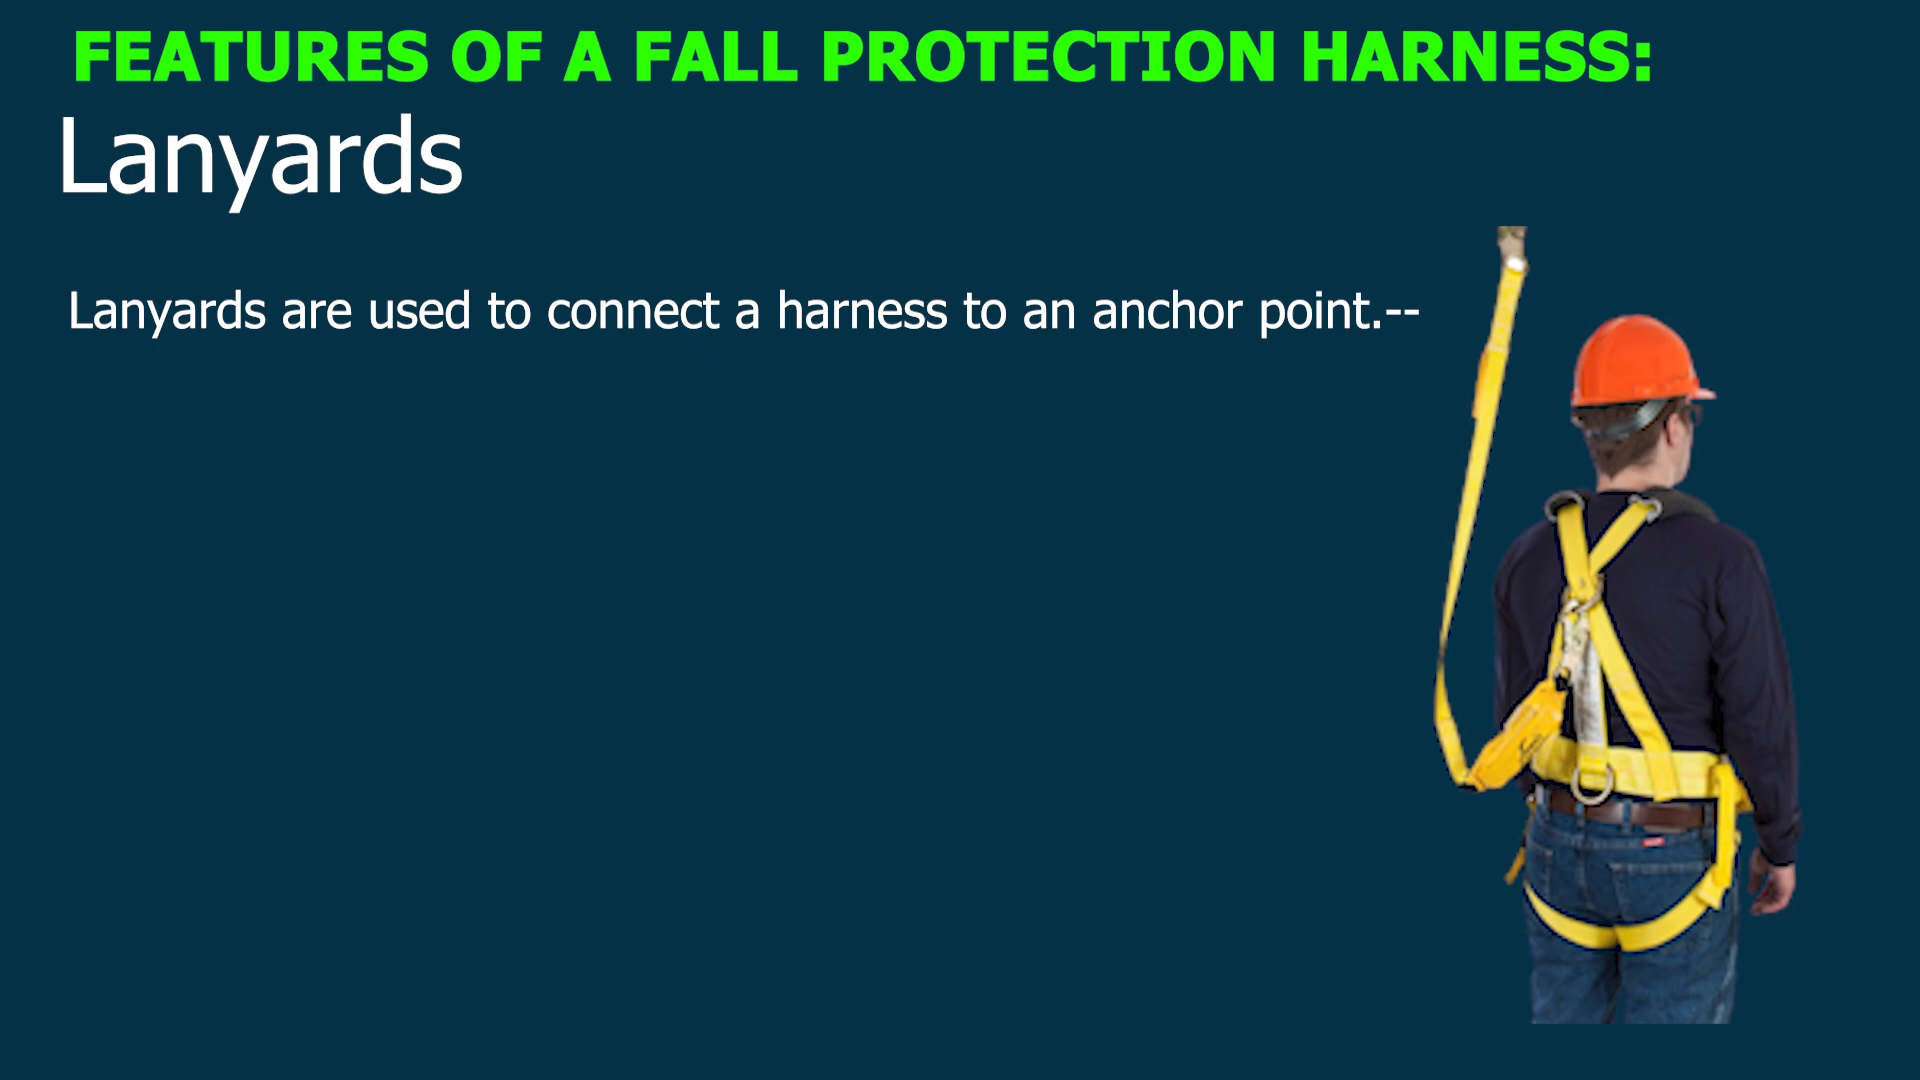 FEATURES OF A FALL PROTECTION HARNESS:
Lanyards
Lanyards are used to connect a harness to an anchor point.--